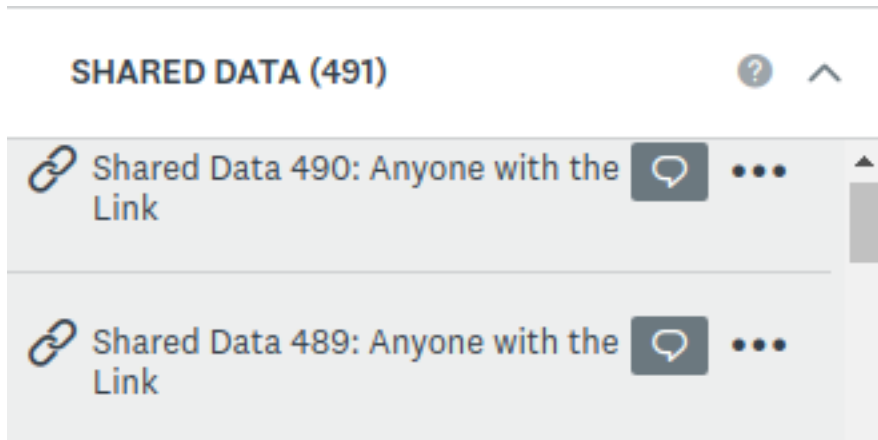 SHARED DATA (491)
?
Shared Data 490: Anyone with the
Link
Shared Data 489: Anyone with the
Link